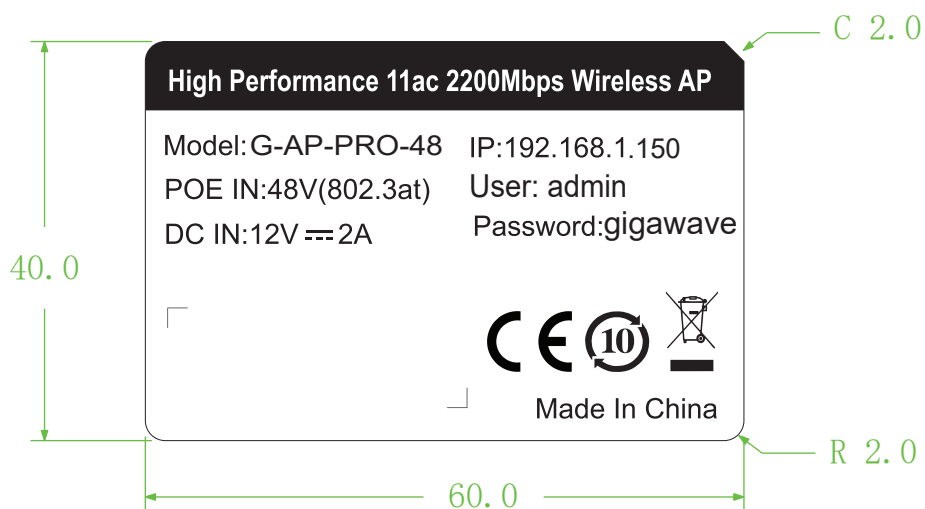 C 2.0
High Performance 11ac 2200Mbps Wireless AP
Model:G-AP-PRO-48
IP:192.168.1.150
POE IN:48V(802.3at)
User: admin
DC IN:12V⎓2A
Password:gigawave
40.0
CE
10
Made In China
R 2.0
60.0